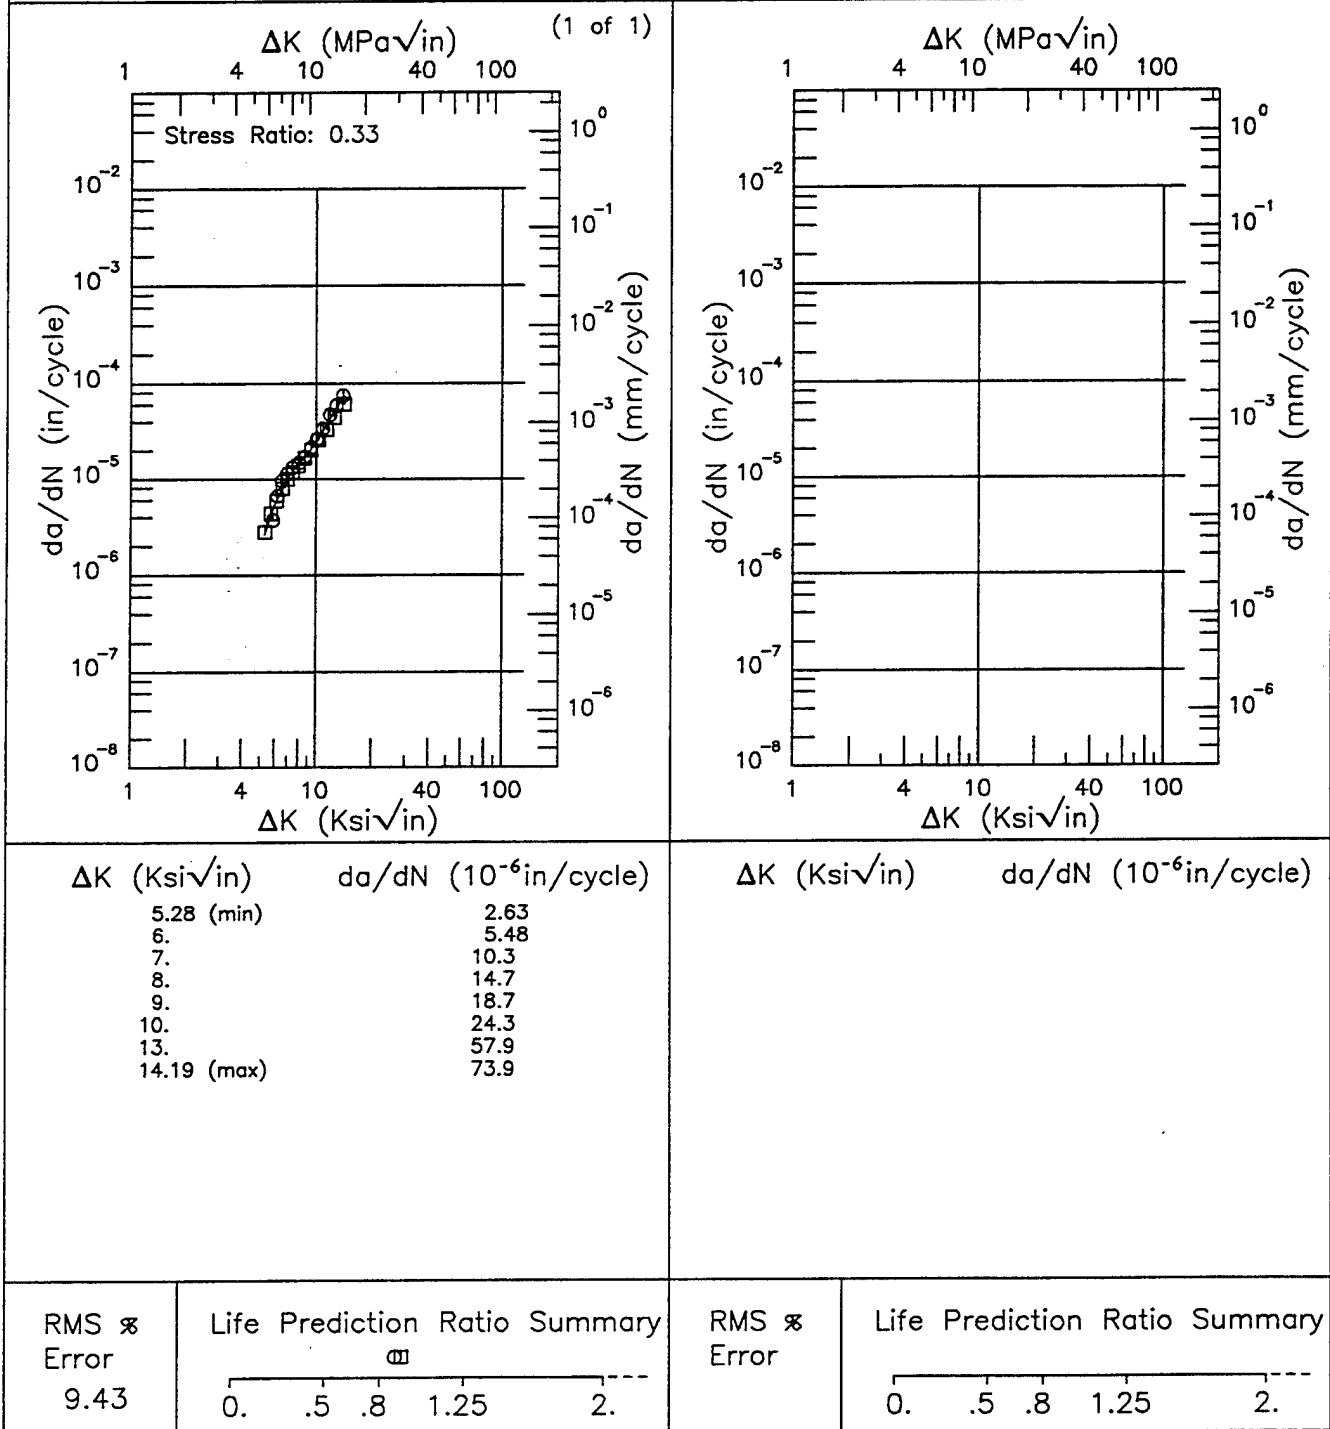 (1 of 1)
ΔK (MPa√in)
1 4 10 40 100
Stress Ratio: 0.33
da/dN (in/cycle)
10⁻²
10⁻³
10⁻⁴
10⁻⁵
10⁻⁶
10⁻⁷
10⁻⁸
10⁰
10⁻¹
10⁻²
10⁻³
10⁻⁴
10⁻⁵
10⁻⁶
da/dN (mm/cycle)
1 4 10 40 100
ΔK (Ksi√in)
ΔK (MPa√in)
1 4 10 40 100
da/dN (in/cycle)
10⁻²
10⁻³
10⁻⁴
10⁻⁵
10⁻⁶
10⁻⁷
10⁻⁸
10⁰
10⁻¹
10⁻²
10⁻³
10⁻⁴
10⁻⁵
10⁻⁶
da/dN (mm/cycle)
1 4 10 40 100
ΔK (Ksi√in)
ΔK (Ksi√in) da/dN (10⁻⁶in/cycle)
5.28 (min) 2.63
6. 5.48
7. 10.3
8. 14.7
9. 18.7
10. 24.3
13. 57.9
14.19 (max) 73.9
ΔK (Ksi√in) da/dN (10⁻⁶in/cycle)
RMS %
Error
9.43
Life Prediction Ratio Summary
0. .5 .8 1.25 2.
RMS %
Error
Life Prediction Ratio Summary
0. .5 .8 1.25 2.